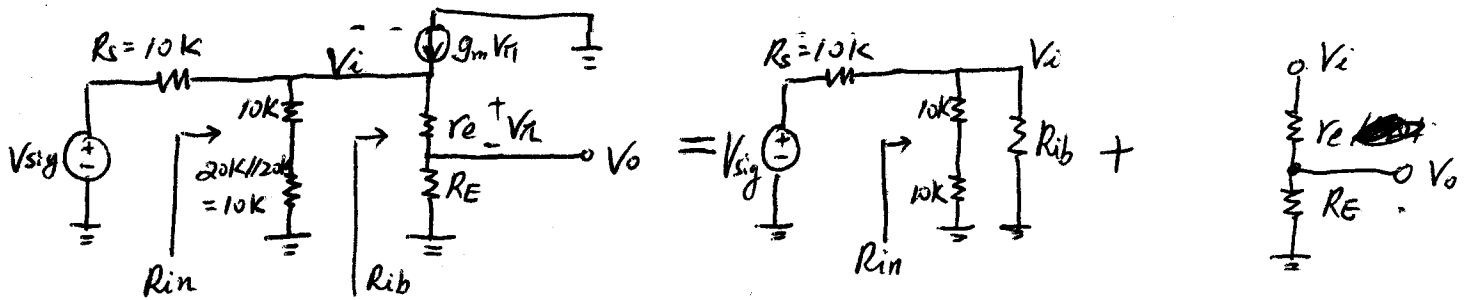 Rs = 10K
Vi
gmVπ
10K
re
+
Vπ
-
Vsig
+
-
20K//20K
= 10K
RE
Vo
Rin
Rib
=
Rs = 10K
Vi
10K
Vsig
+
-
10K
Rib
Rin
+
Vi
re
Vo
RE